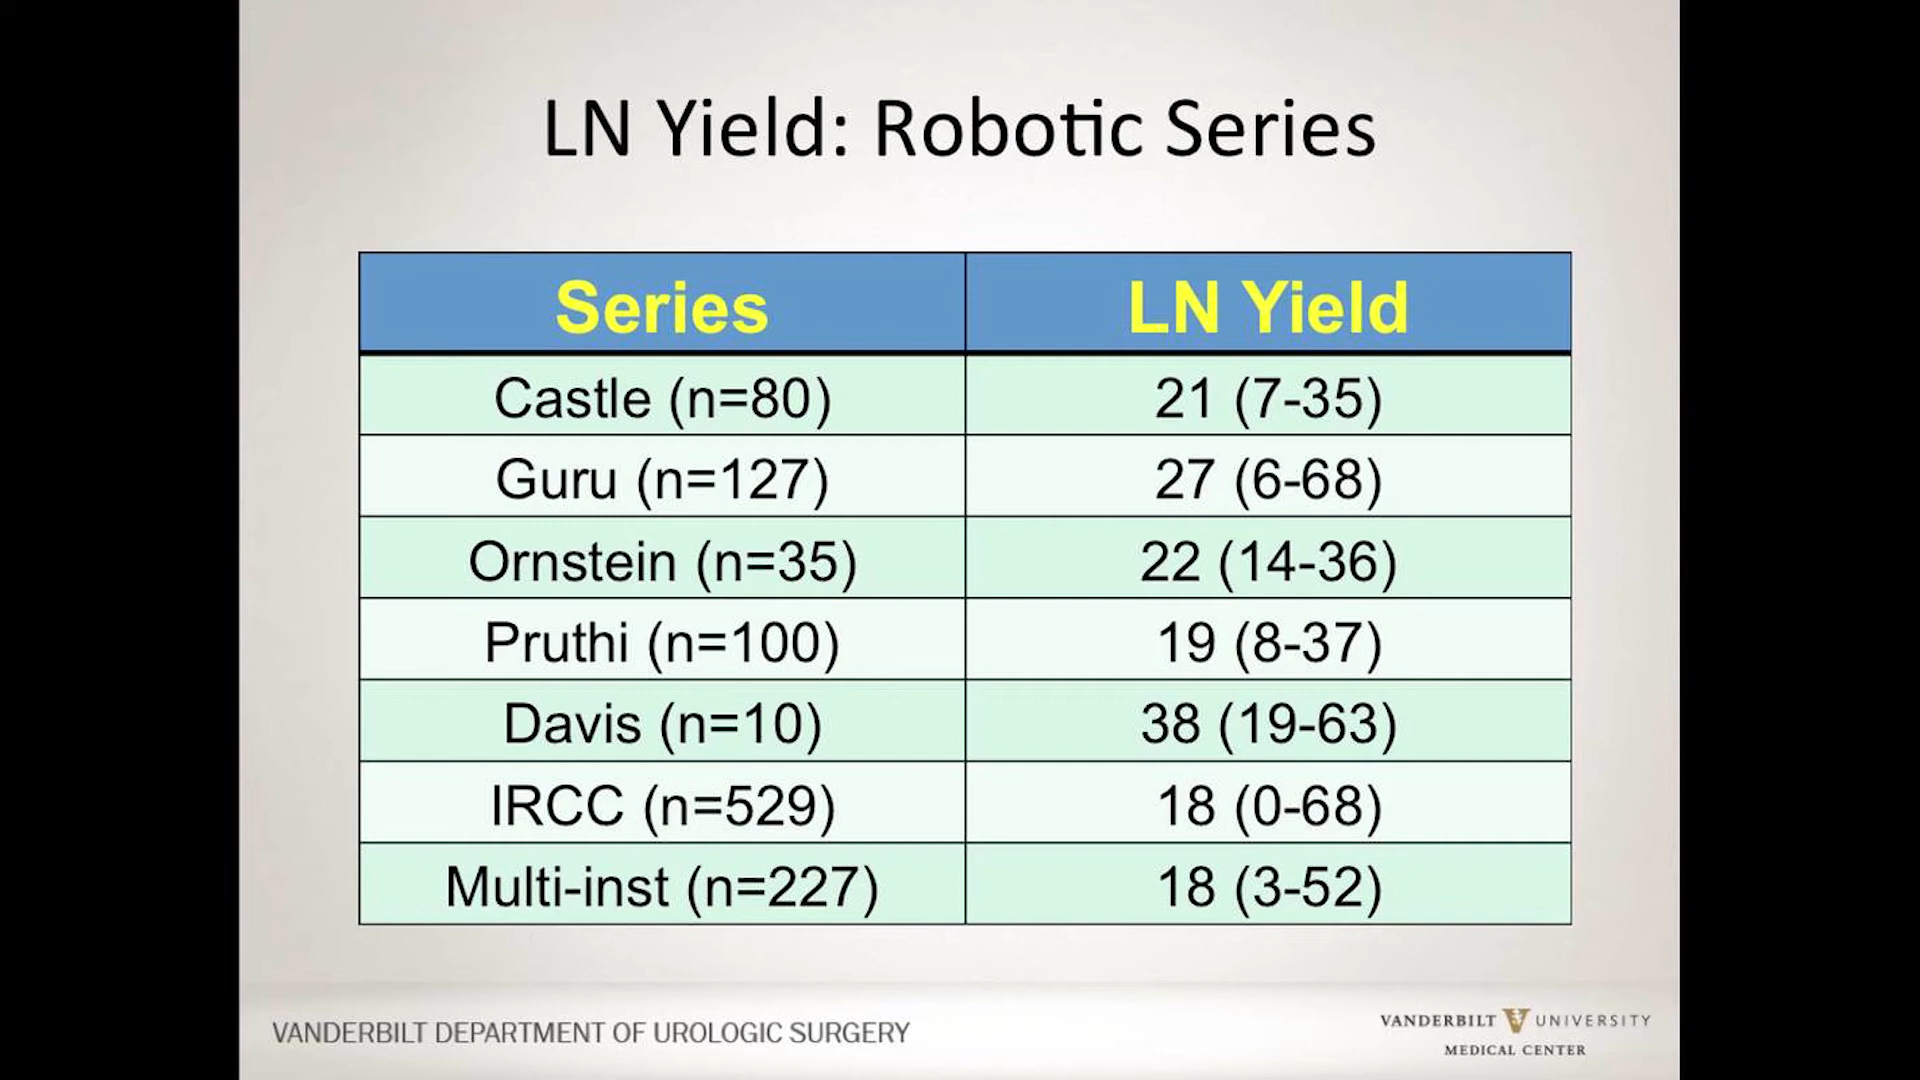 LN Yield: Robotic Series
Series LN Yield
Castle (n=80) 21 (7-35)
Guru (n=127) 27 (6-68)
Ornstein (n=35) 22 (14-36)
Pruthi (n=100) 19 (8-37)
Davis (n=10) 38 (19-63)
IRCC (n=529) 18 (0-68)
Multi-inst (n=227) 18 (3-52)
VANDERBILT DEPARTMENT OF UROLOGIC SURGERY
VANDERBILT V UNIVERSITY
MEDICAL CENTER